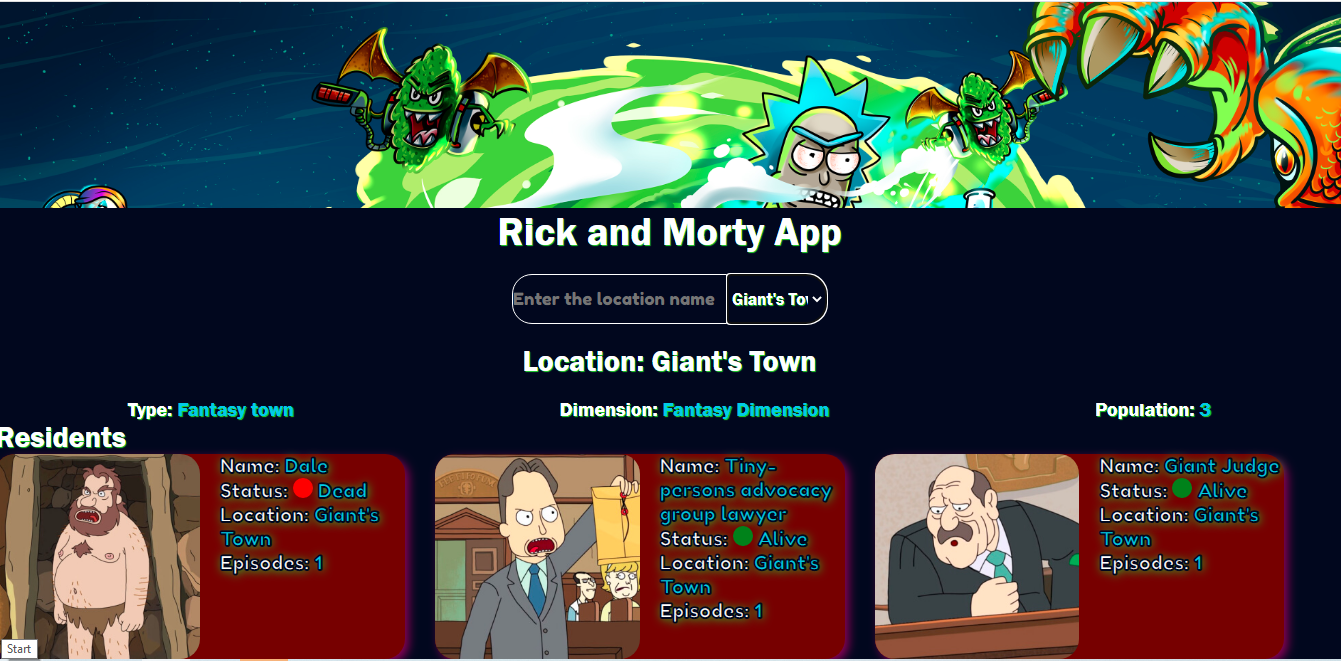 Rick and Morty App
Enter the location name
Giant's To
Location: Giant's Town
Type: Fantasy town
Dimension: Fantasy Dimension
Population: 3
Residents
Name: Dale
Status: Dead
Location: Giant's
Town
Episodes: 1
Name: Tiny-
persons advocacy
group lawyer
Status: Alive
Location: Giant's
Town
Episodes: 1
Name: Giant Judge
Status: Alive
Location: Giant's
Town
Episodes: 1
Start